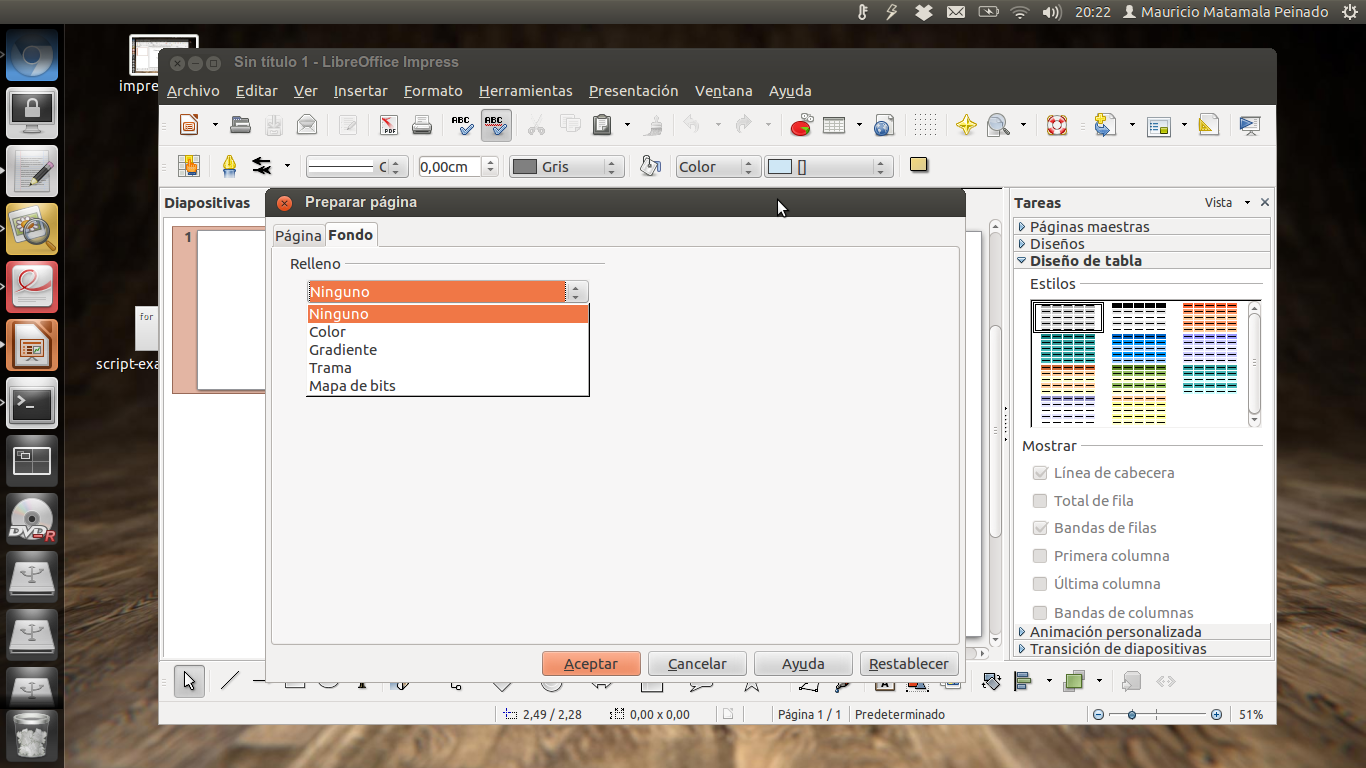 20:22 Mauricio Matamala Peinado
impre
Sin título 1 - LibreOffice Impress
Archivo Editar Ver Insertar Formato Herramientas Presentación Ventana Ayuda
PDF ABC ABC
C 0,00cm Gris Color []
Diapositivas
1
for
script-exa
Preparar página
Página Fondo
Relleno
Ninguno
Ninguno
Color
Gradiente
Trama
Mapa de bits
Aceptar Cancelar Ayuda Restablecer
Tareas Vista
Páginas maestras
Diseños
Diseño de tabla
Estilos
Mostrar
Línea de cabecera
Total de fila
Bandas de filas
Primera columna
Última columna
Bandas de columnas
Animación personalizada
Transición de diapositivas
DVD-R
2,49 / 2,28 0,00 x 0,00 Página 1 / 1 Predeterminado 51%